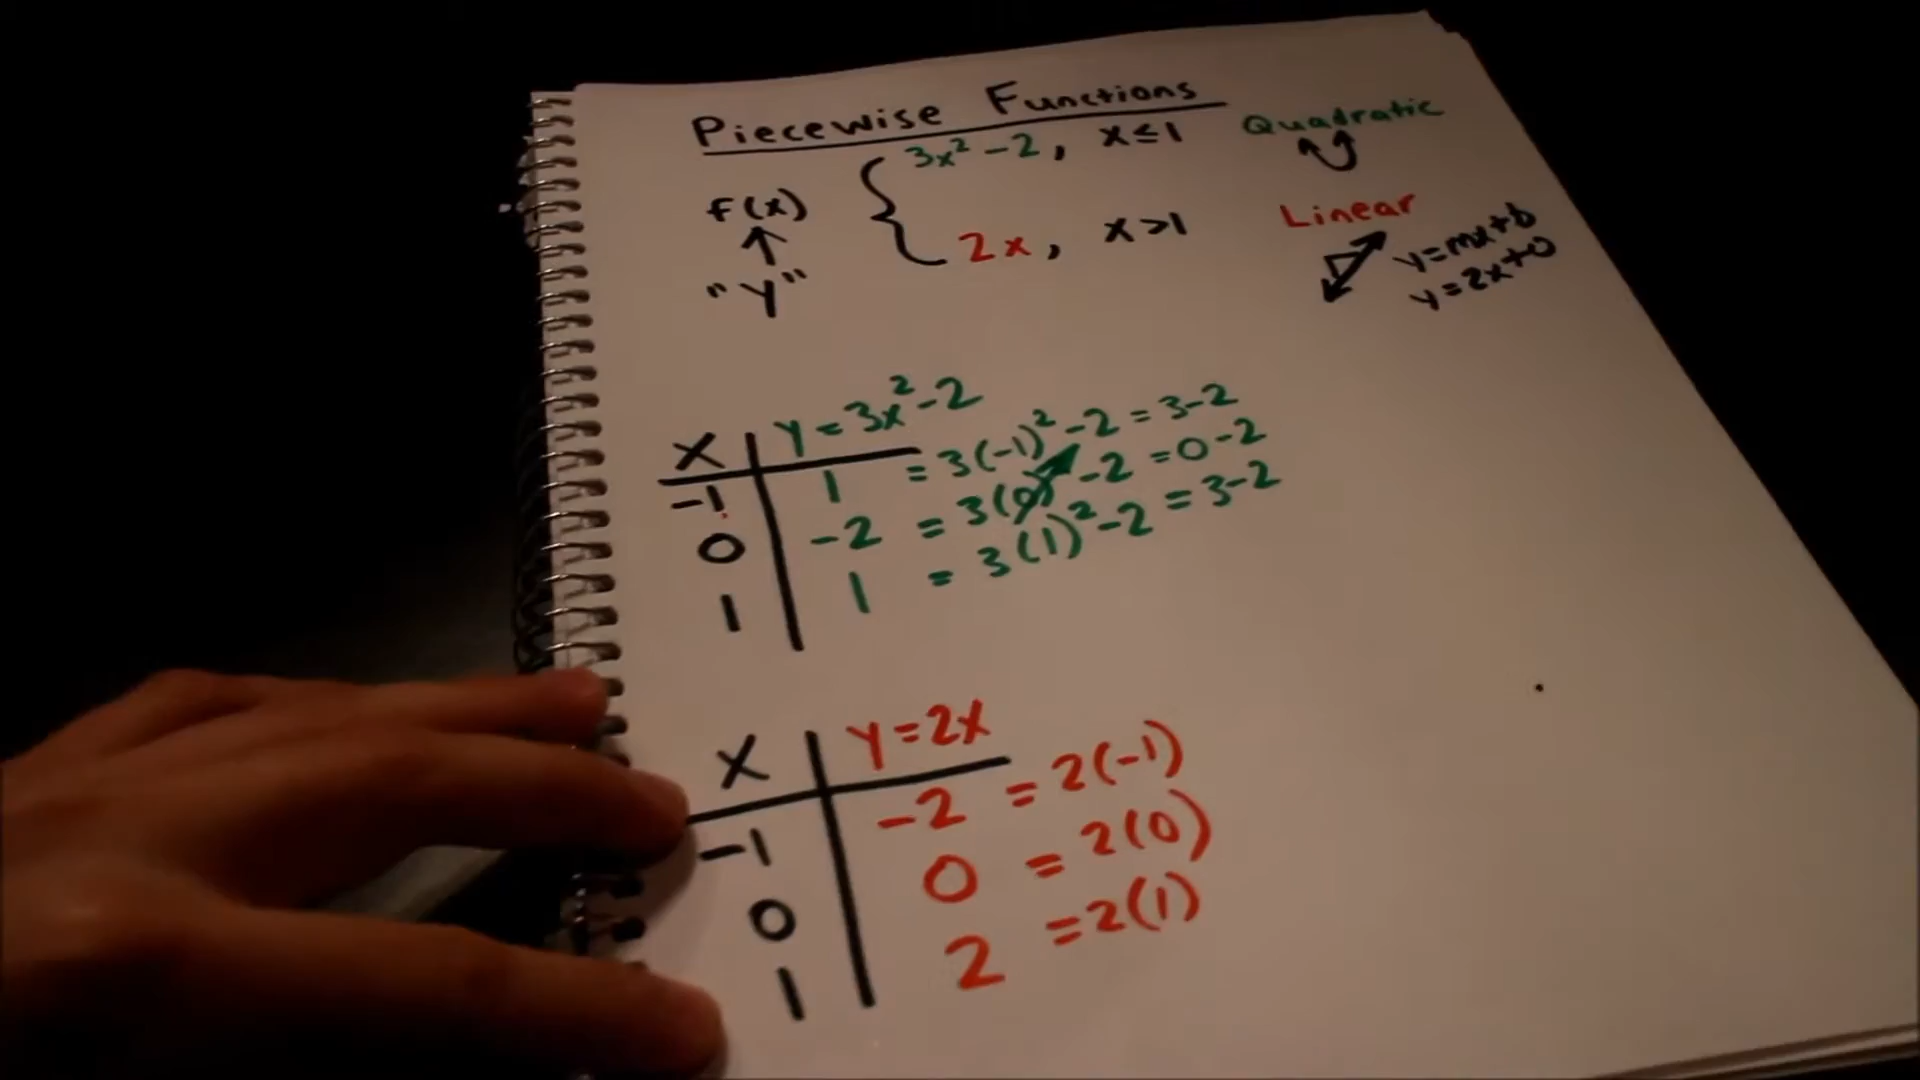 Piecewise Functions
f(x) { 3x² - 2, x ≤ 1 Quadratic
2x, x > 1 Linear
"Y"
y = mx + b
y = 2x + 0
X | Y = 3x² - 2
-1 | 1 = 3(-1)² - 2 = 3 - 2
0 | -2 = 3(0) - 2 = 0 - 2
1 | 1 = 3(1)² - 2 = 3 - 2
X | Y = 2x
-1 | -2 = 2(-1)
0 | 0 = 2(0)
1 | 2 = 2(1)